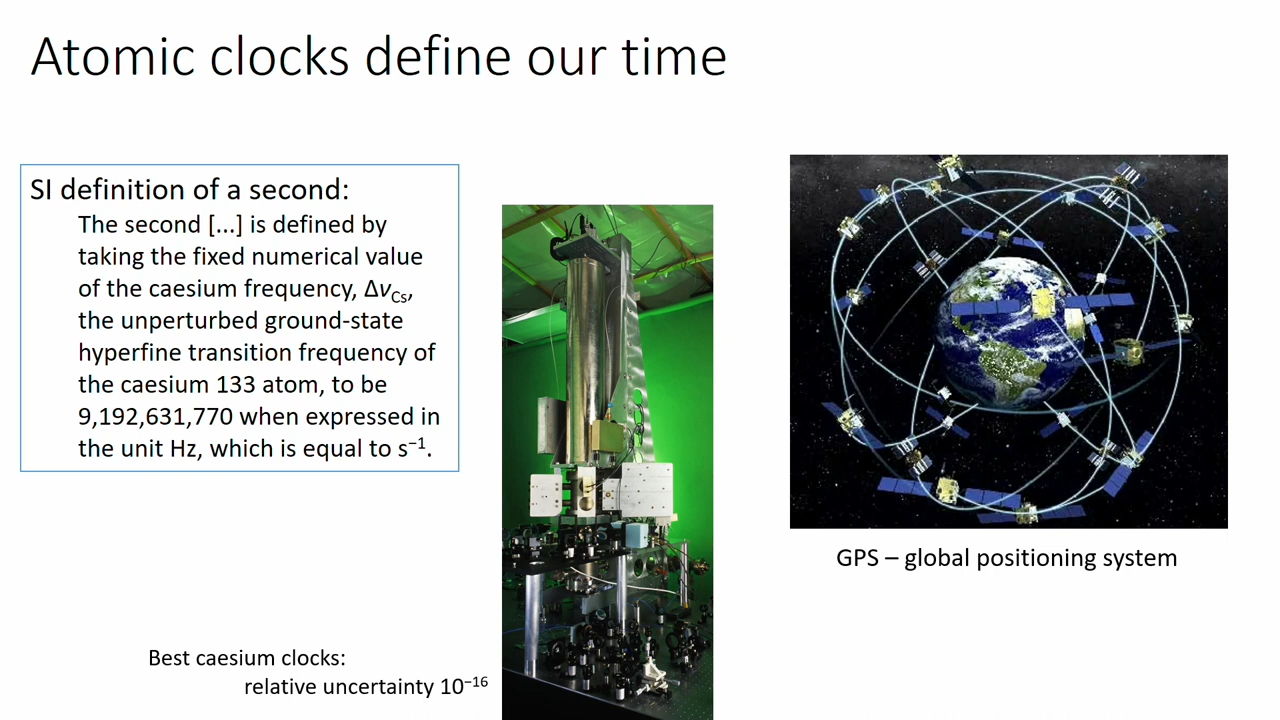 Atomic clocks define our time
SI definition of a second:
The second [...] is defined by
taking the fixed numerical value
of the caesium frequency, Δν_Cs,
the unperturbed ground-state
hyperfine transition frequency of
the caesium 133 atom, to be
9,192,631,770 when expressed in
the unit Hz, which is equal to s⁻¹.
GPS – global positioning system
Best caesium clocks:
relative uncertainty 10⁻¹⁶